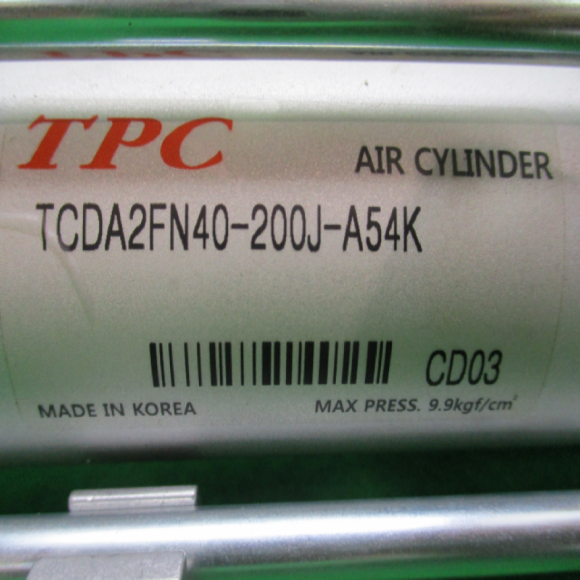 TPC AIR CYLINDER
TCDA2FN40-200J-A54K
CD03
MADE IN KOREA MAX PRESS. 9.9kgf/cm²